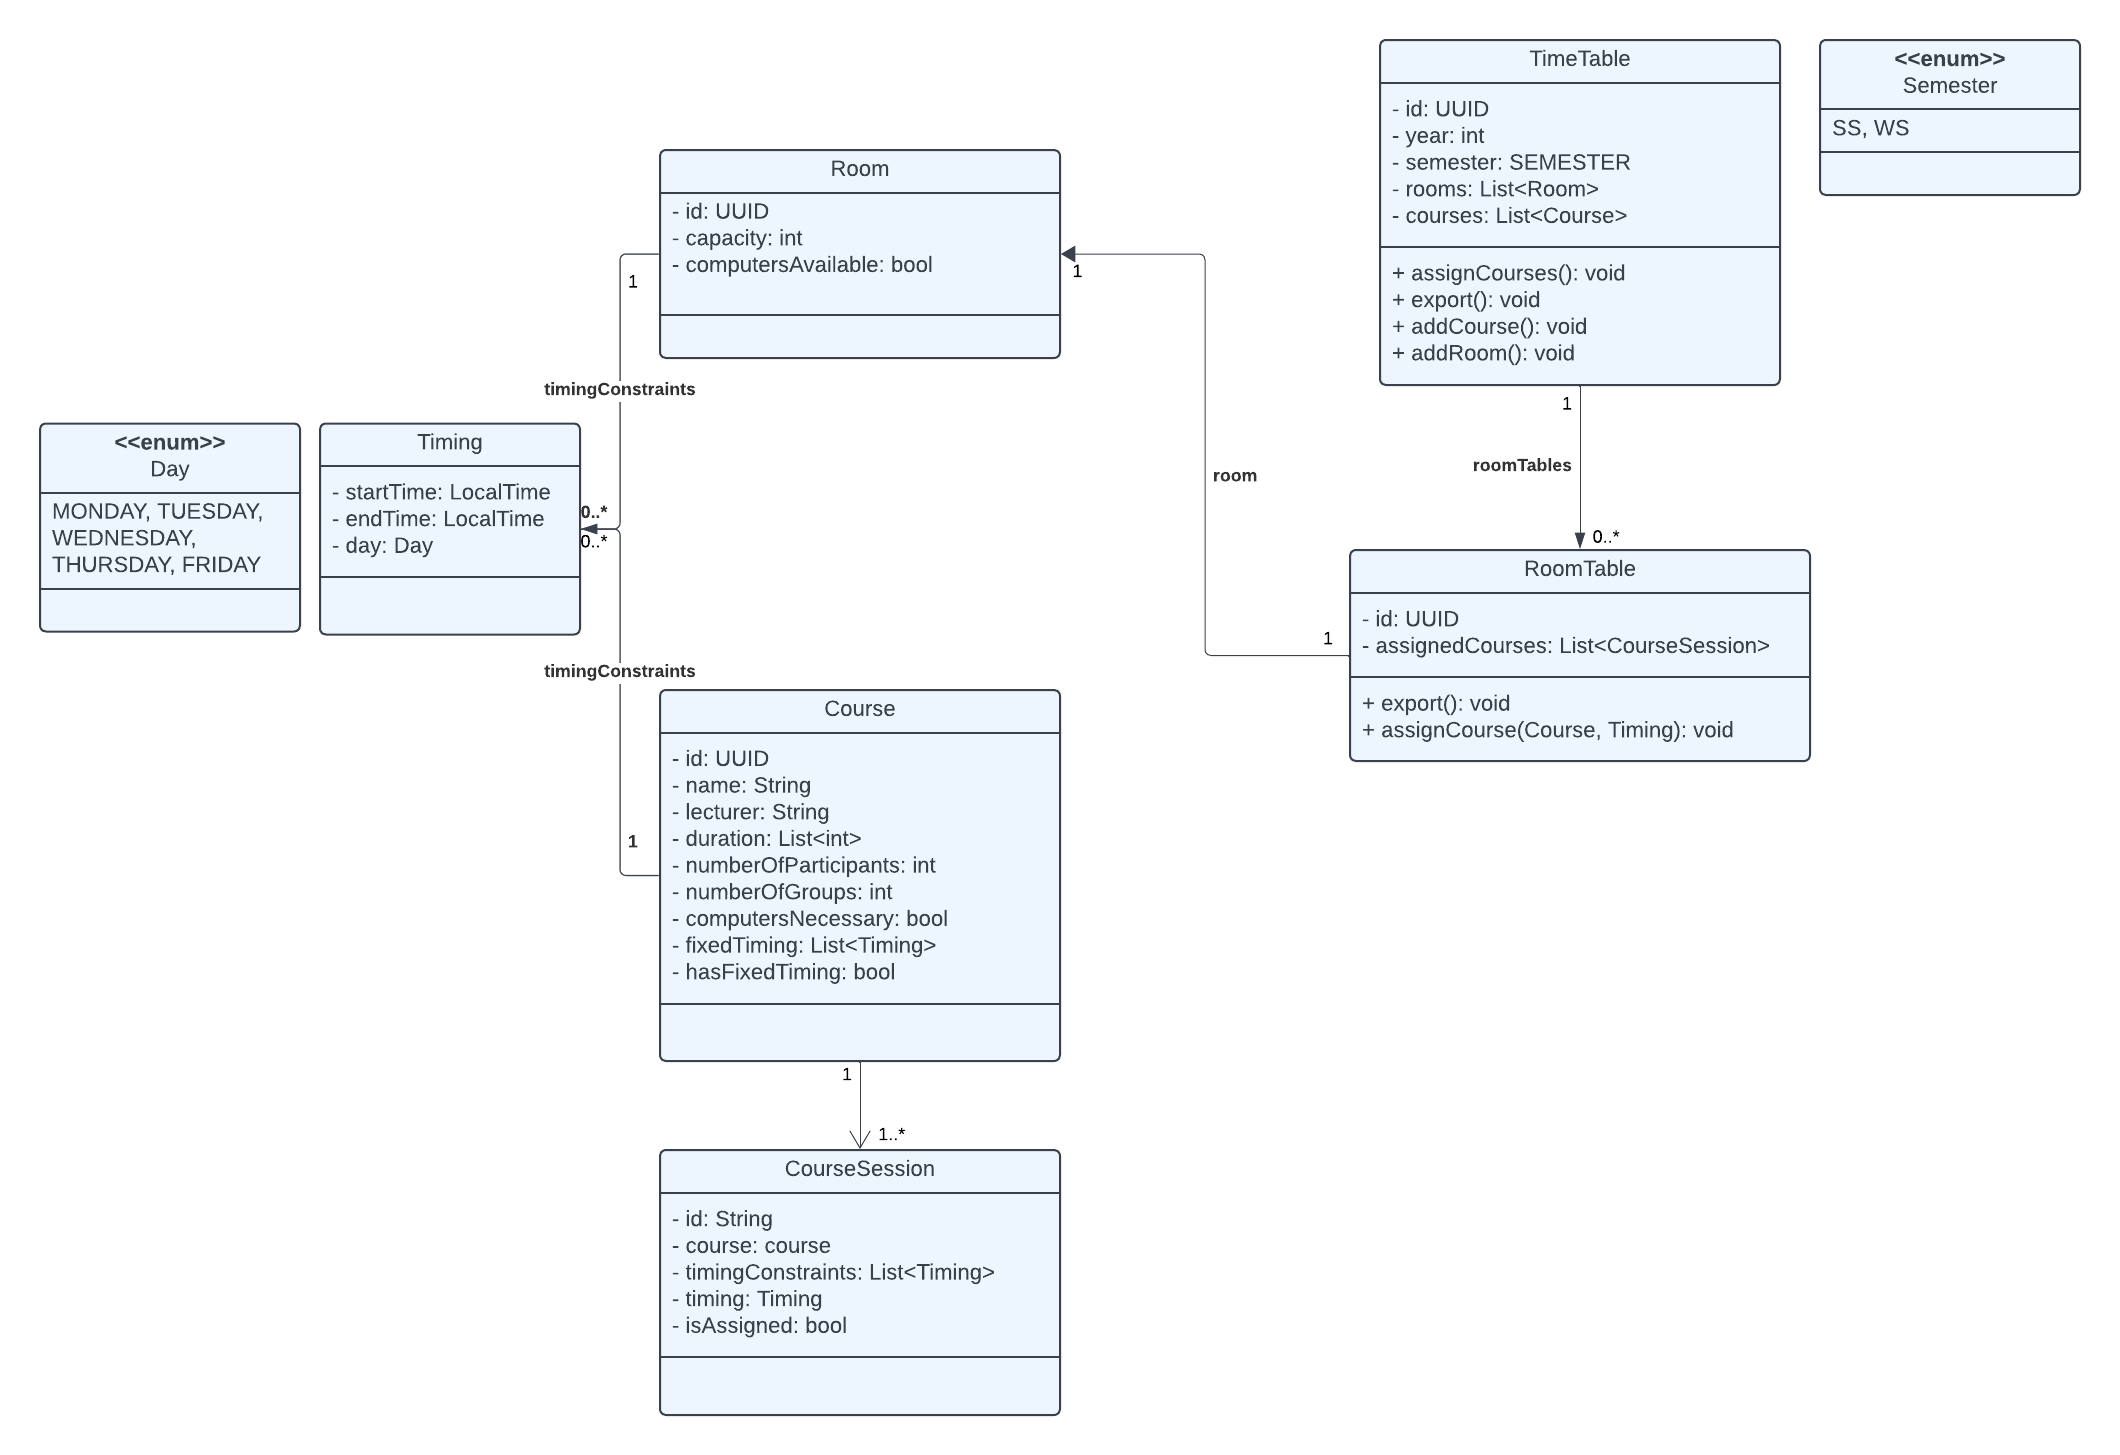 TimeTable
- id: UUID
- year: int
- semester: SEMESTER
- rooms: List<Room>
- courses: List<Course>
+ assignCourses(): void
+ export(): void
+ addCourse(): void
+ addRoom(): void
<<enum>>
Semester
SS, WS
Room
- id: UUID
- capacity: int
- computersAvailable: bool
1
1
timingConstraints
1
roomTables
0..*
room
<<enum>>
Day
MONDAY, TUESDAY,
WEDNESDAY,
THURSDAY, FRIDAY
Timing
- startTime: LocalTime
- endTime: LocalTime
- day: Day
0..*
0..*
RoomTable
- id: UUID
- assignedCourses: List<CourseSession>
+ export(): void
+ assignCourse(Course, Timing): void
1
timingConstraints
1
Course
- id: UUID
- name: String
- lecturer: String
- duration: List<int>
- numberOfParticipants: int
- numberOfGroups: int
- computersNecessary: bool
- fixedTiming: List<Timing>
- hasFixedTiming: bool
1
1..*
CourseSession
- id: String
- course: course
- timingConstraints: List<Timing>
- timing: Timing
- isAssigned: bool